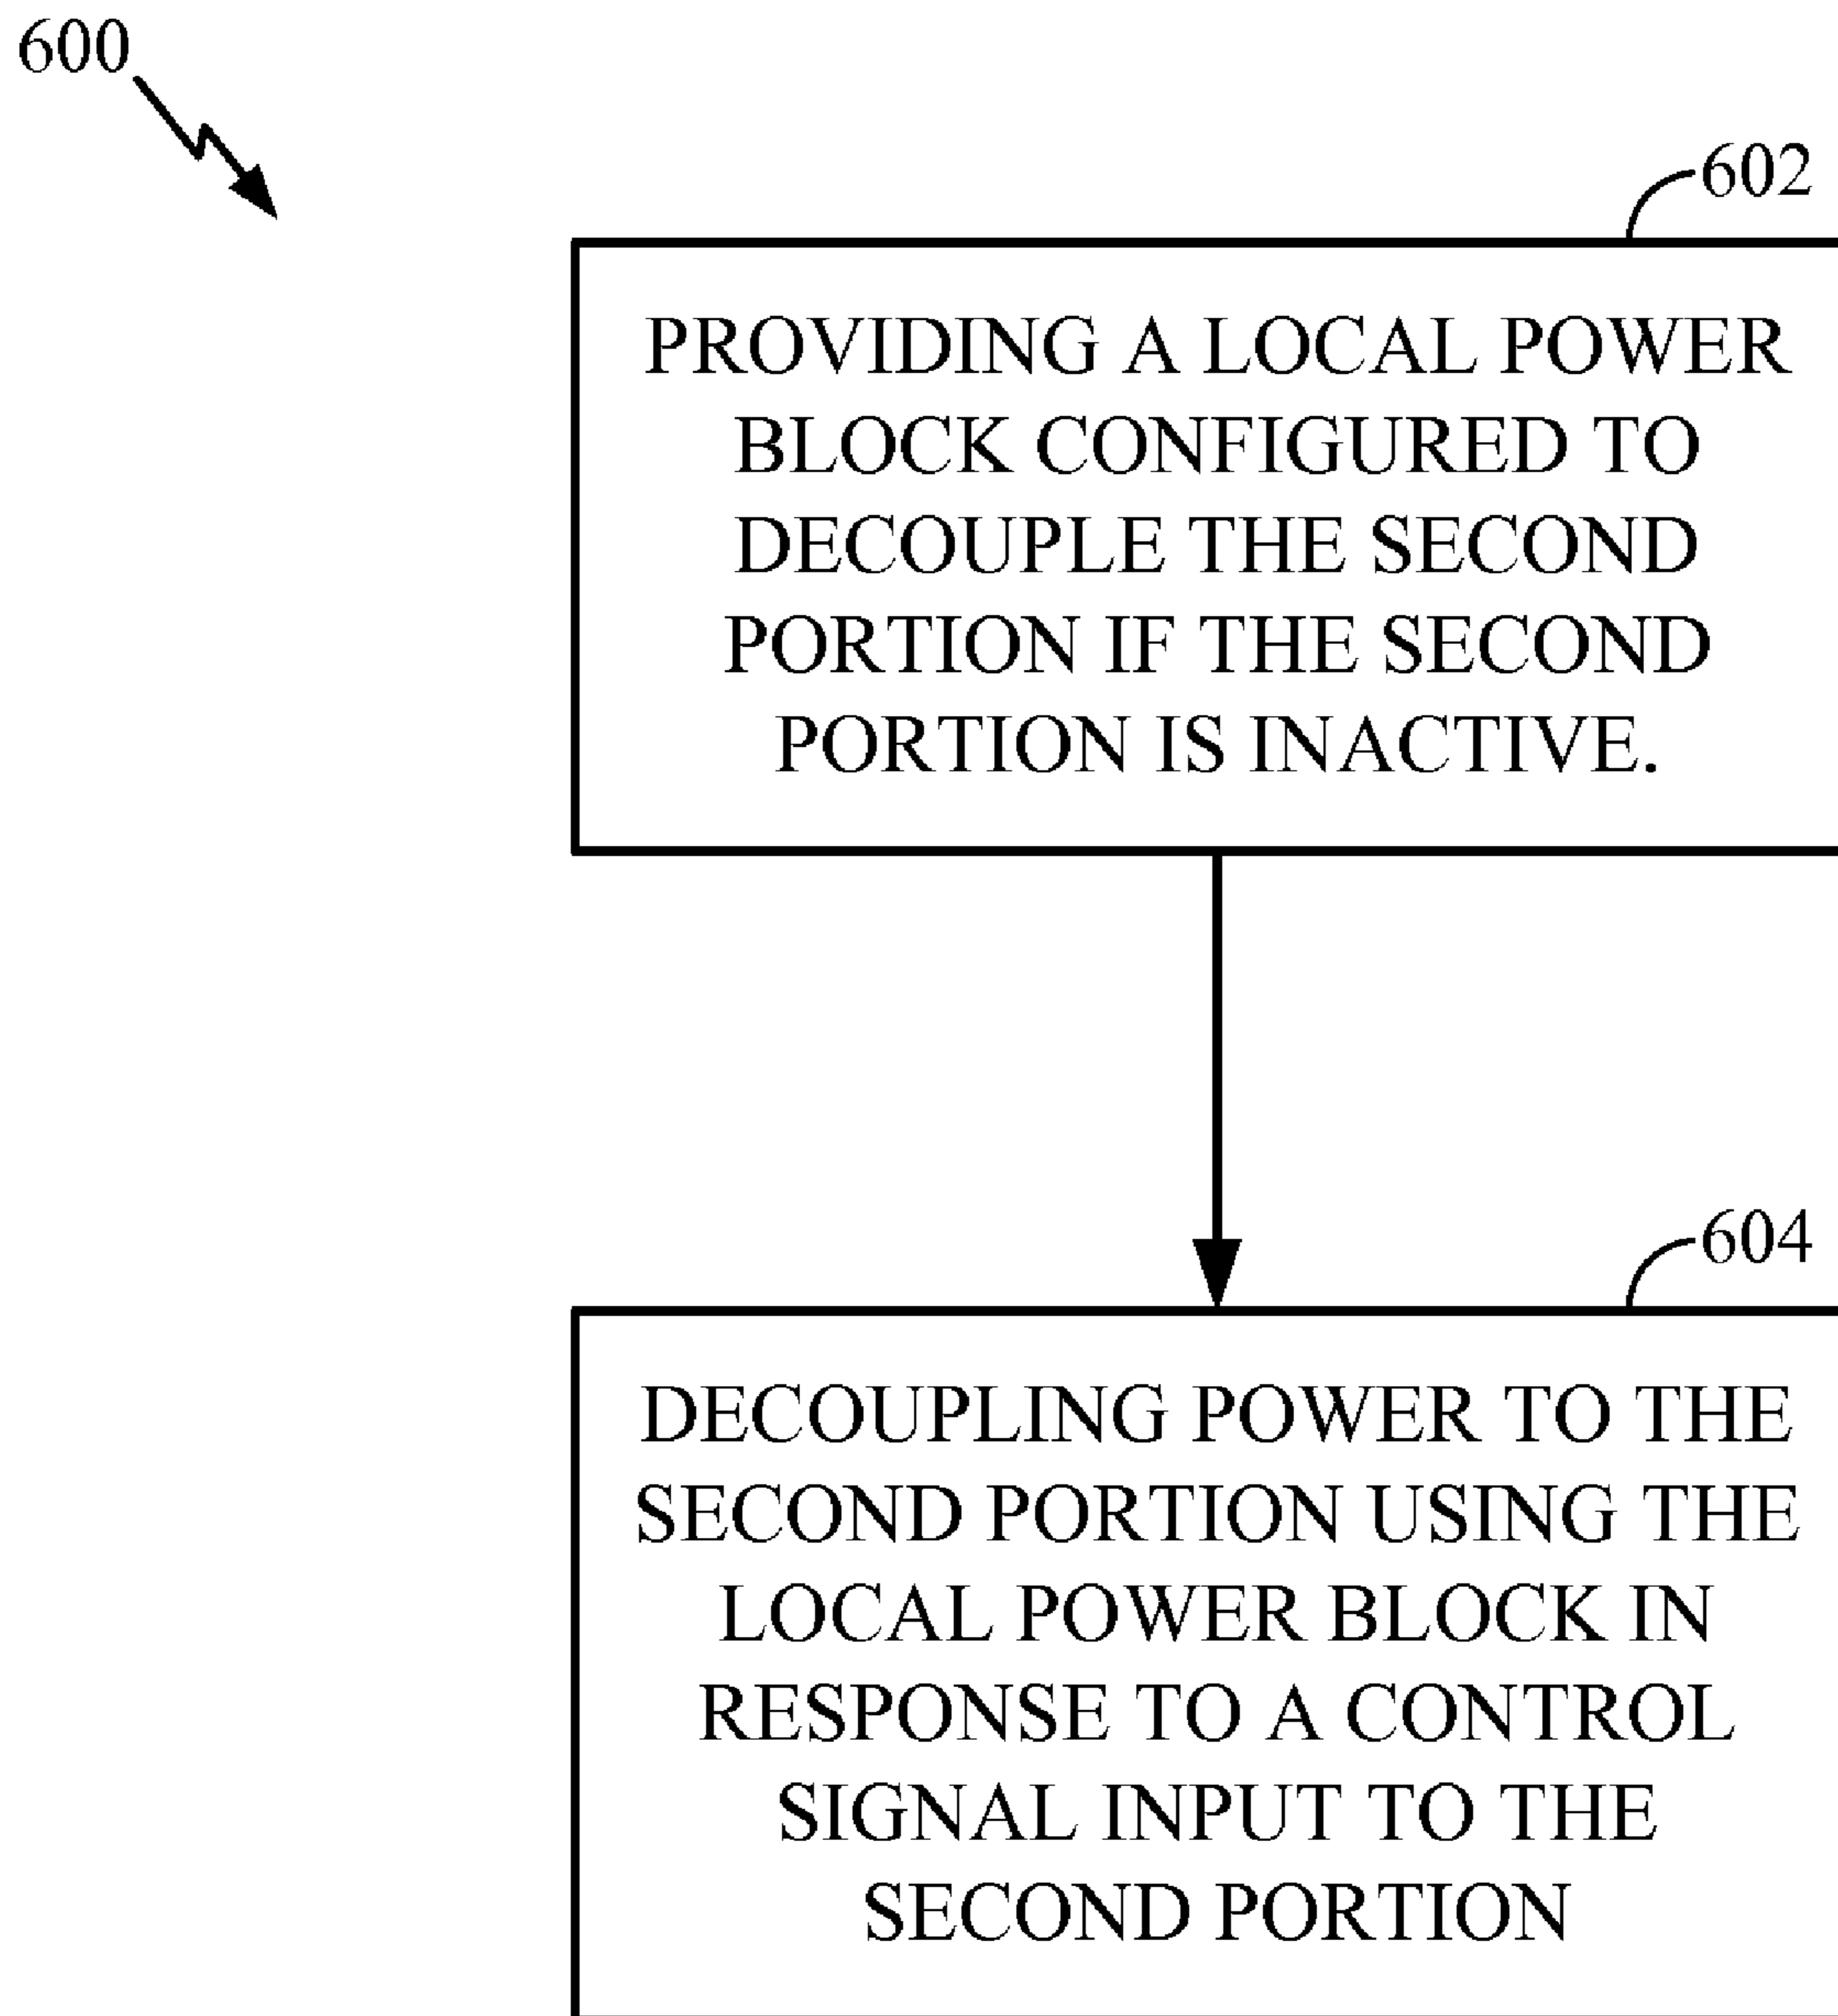 600
602
PROVIDING A LOCAL POWER
BLOCK CONFIGURED TO
DECOUPLE THE SECOND
PORTION IF THE SECOND
PORTION IS INACTIVE.
604
DECOUPLING POWER TO THE
SECOND PORTION USING THE
LOCAL POWER BLOCK IN
RESPONSE TO A CONTROL
SIGNAL INPUT TO THE
SECOND PORTION